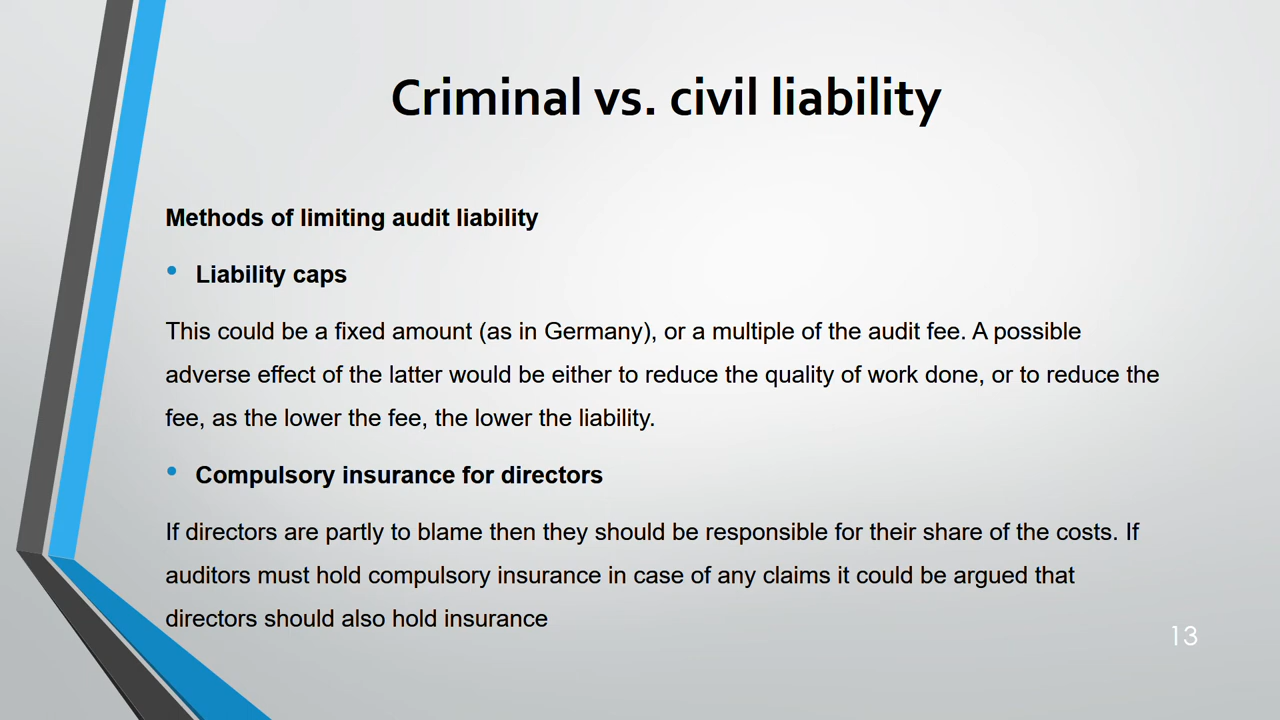 Criminal vs. civil liability
Methods of limiting audit liability
• Liability caps
This could be a fixed amount (as in Germany), or a multiple of the audit fee. A possible
adverse effect of the latter would be either to reduce the quality of work done, or to reduce the
fee, as the lower the fee, the lower the liability.
• Compulsory insurance for directors
If directors are partly to blame then they should be responsible for their share of the costs. If
auditors must hold compulsory insurance in case of any claims it could be argued that
directors should also hold insurance
13